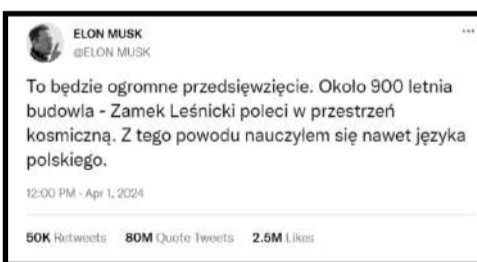 ELON MUSK
@ELON MUSK
To będzie ogromne przedsięwzięcie. Około 900 letnia
budowla - Zamek Leśnicki poleci w przestrzeń
kosmiczną. Z tego powodu nauczyłem się nawet języka
polskiego.
12:00 PM - Apr 1, 2024
50K Retweets 80M Quote Tweets 2.5M Likes